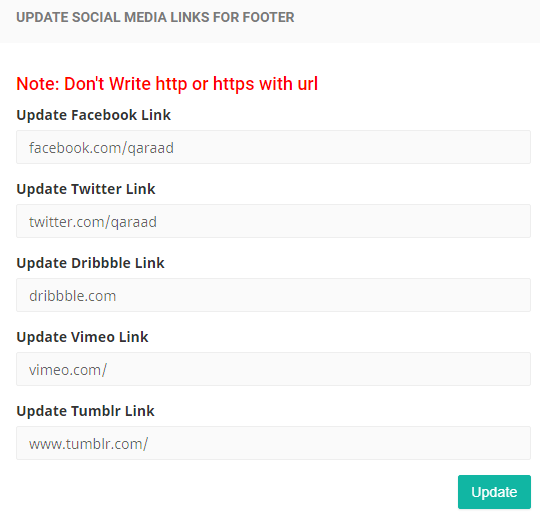 UPDATE SOCIAL MEDIA LINKS FOR FOOTER
Note: Don't Write http or https with url
Update Facebook Link
facebook.com/qaraad
Update Twitter Link
twitter.com/qaraad
Update Dribbble Link
dribbble.com
Update Vimeo Link
vimeo.com/
Update Tumblr Link
www.tumblr.com/
Update